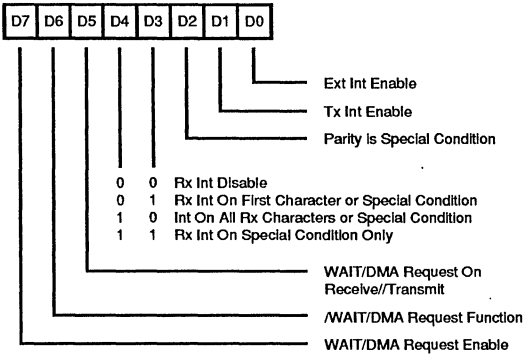 D7 D6 D5 D4 D3 D2 D1 D0
Ext Int Enable
Tx Int Enable
Parity is Special Condition
0 0 Rx Int Disable
0 1 Rx Int On First Character or Special Condition
1 0 Int On All Rx Characters or Special Condition
1 1 Rx Int On Special Condition Only
WAIT/DMA Request On
Receive//Transmit
/WAIT/DMA Request Function
WAIT/DMA Request Enable